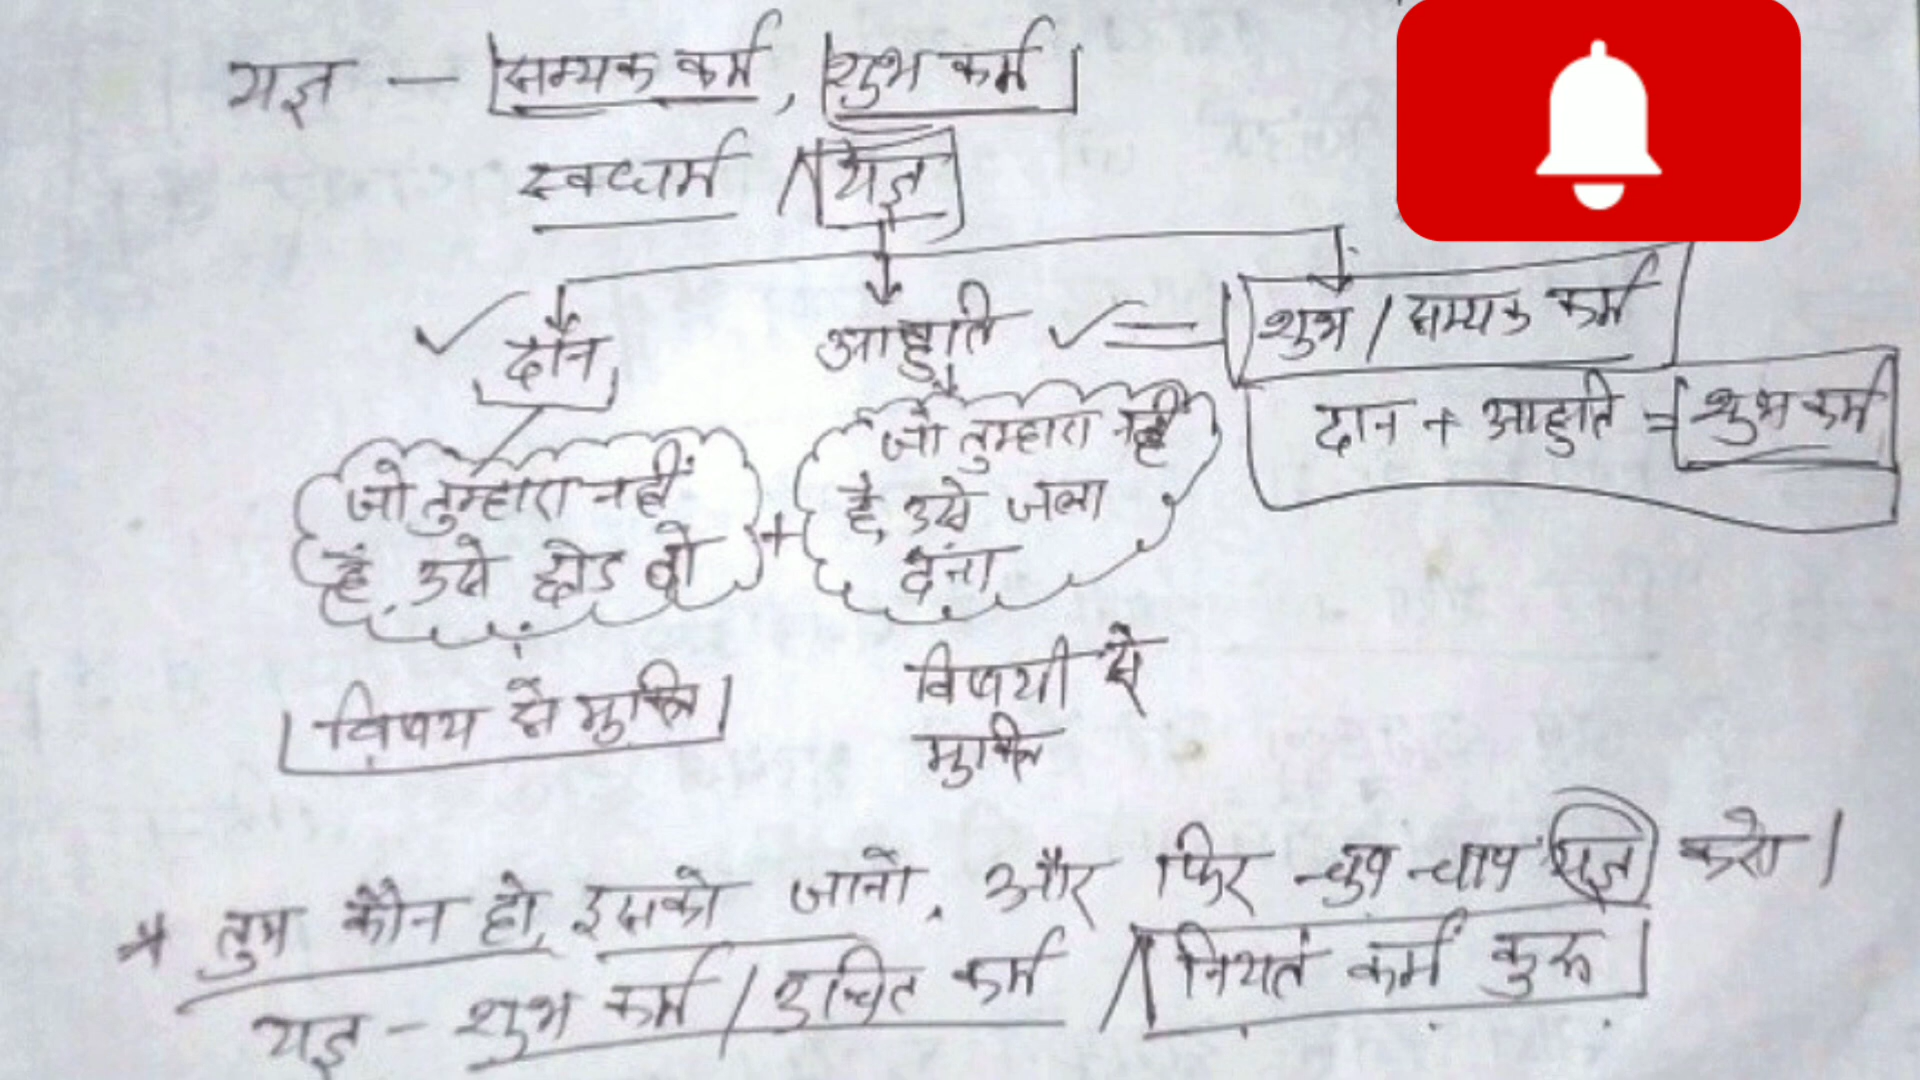 यज्ञ - सम्यक कर्म, शुभ कर्म।
स्वधर्म / यज्ञ
दान
आहुति = शुभ / सम्यक कर्म
दान + आहुति = शुभ कर्म
जो तुम्हारा नहीं
है, उसे छोड़ दो
+
जो तुम्हारा नहीं
है, उसे जला
देना
विषय से मुक्ति।
विषयी से
मुक्ति
* तुम कौन हो, इसको जानो, और फिर चुप-चाप यज्ञ करो।
यज्ञ - शुभ कर्म / उचित कर्म / नियतं कर्म कुरु।